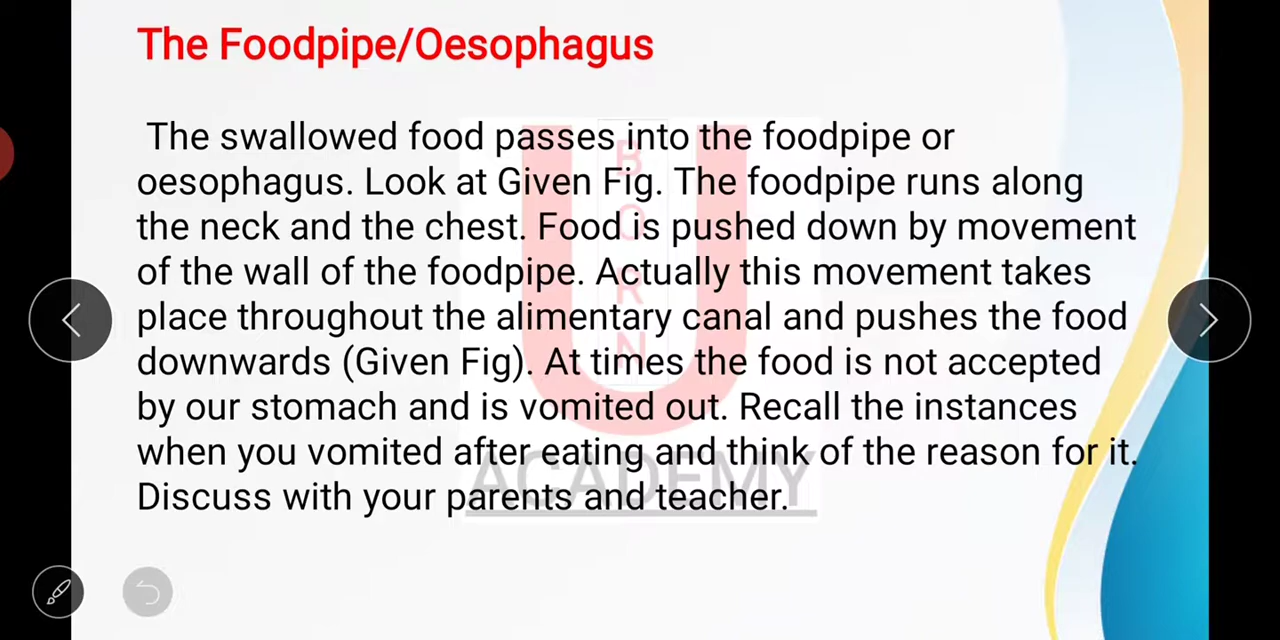 The Foodpipe/Oesophagus
The swallowed food passes into the foodpipe or
oesophagus. Look at Given Fig. The foodpipe runs along
the neck and the chest. Food is pushed down by movement
of the wall of the foodpipe. Actually this movement takes
place throughout the alimentary canal and pushes the food
downwards (Given Fig). At times the food is not accepted
by our stomach and is vomited out. Recall the instances
when you vomited after eating and think of the reason for it.
Discuss with your parents and teacher.
U
BORN
ACADEMY